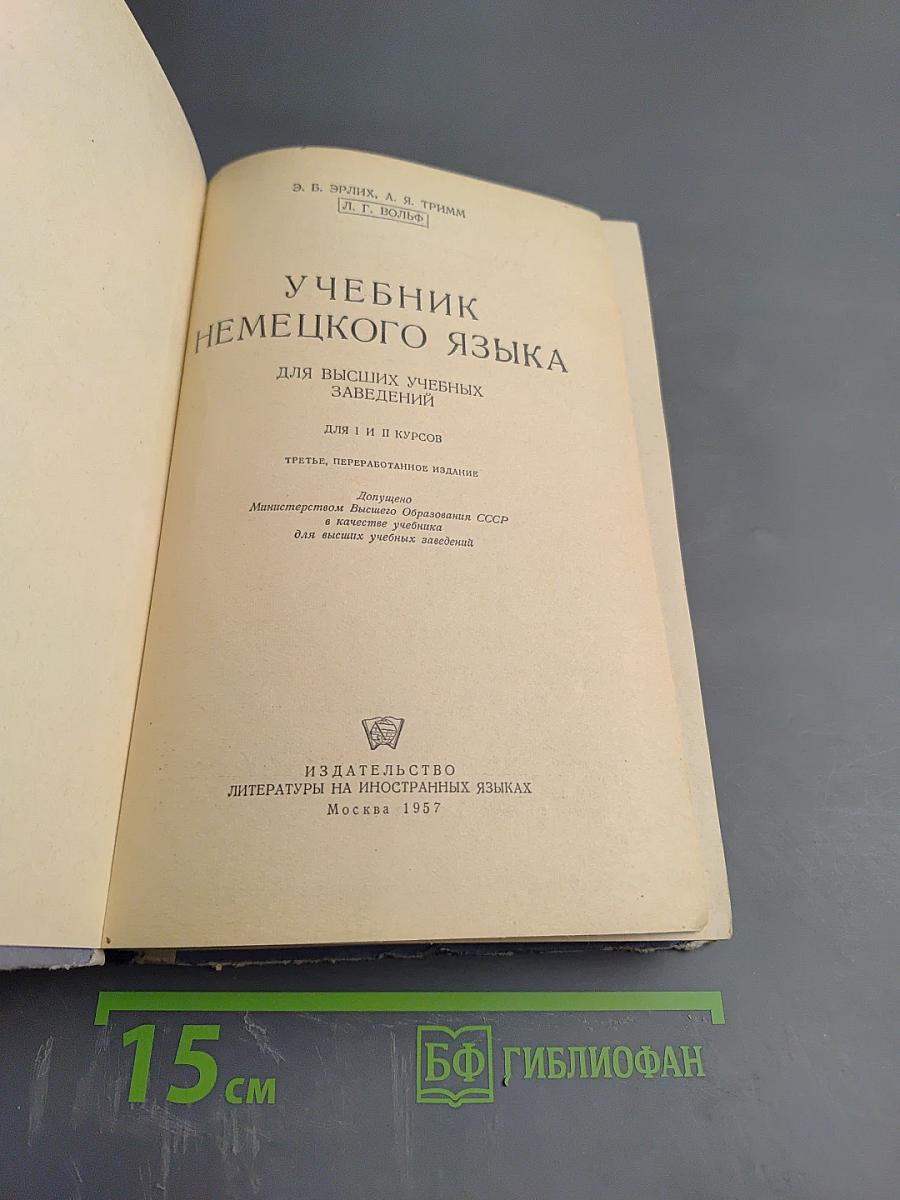 Э. Б. ЭРЛИХ, А. Я. ТРИММ
Л. Г. ВОЛЬФ
УЧЕБНИК
НЕМЕЦКОГО ЯЗЫКА
ДЛЯ ВЫСШИХ УЧЕБНЫХ
ЗАВЕДЕНИЙ
ДЛЯ I И II КУРСОВ
ТРЕТЬЕ, ПЕРЕРАБОТАННОЕ ИЗДАНИЕ
Допущено
Министерством Высшего Образования СССР
в качестве учебника
для высших учебных заведений
ИЗДАТЕЛЬСТВО
ЛИТЕРАТУРЫ НА ИНОСТРАННЫХ ЯЗЫКАХ
Москва 1957
15 см
БФ ГИБЛИОФАН